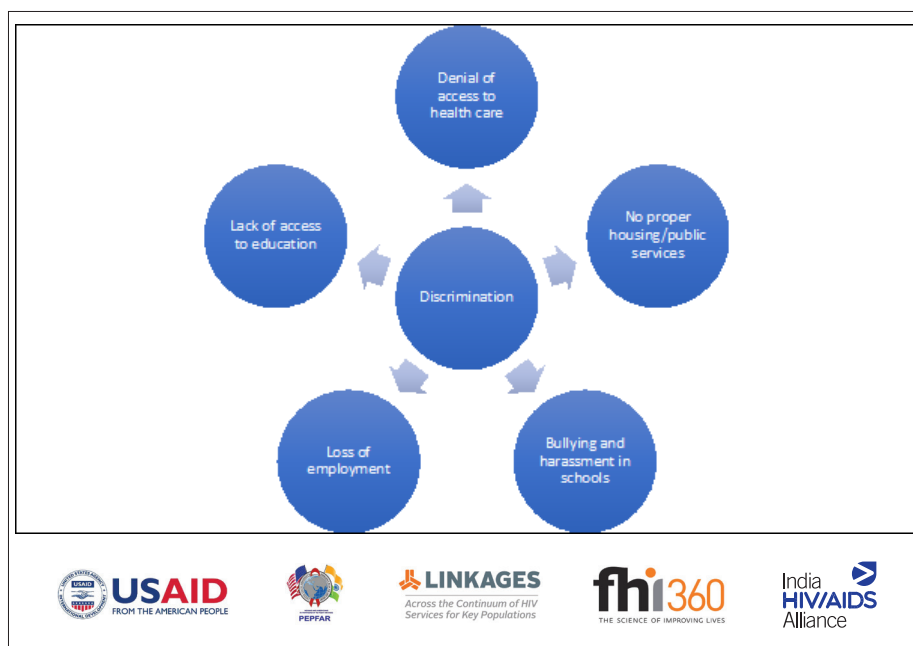 Denial of
access to
health care
Lack of access
to education
No proper
housing/public
services
Discrimination
Loss of
employment
Bullying and
harassment in
schools
USAID
USAID
FROM THE AMERICAN PEOPLE
PEPFAR
LINKAGES
Across the Continuum of HIV
Services for Key Populations
fhi360
THE SCIENCE OF IMPROVING LIVES
India
HIV/AIDS
Alliance